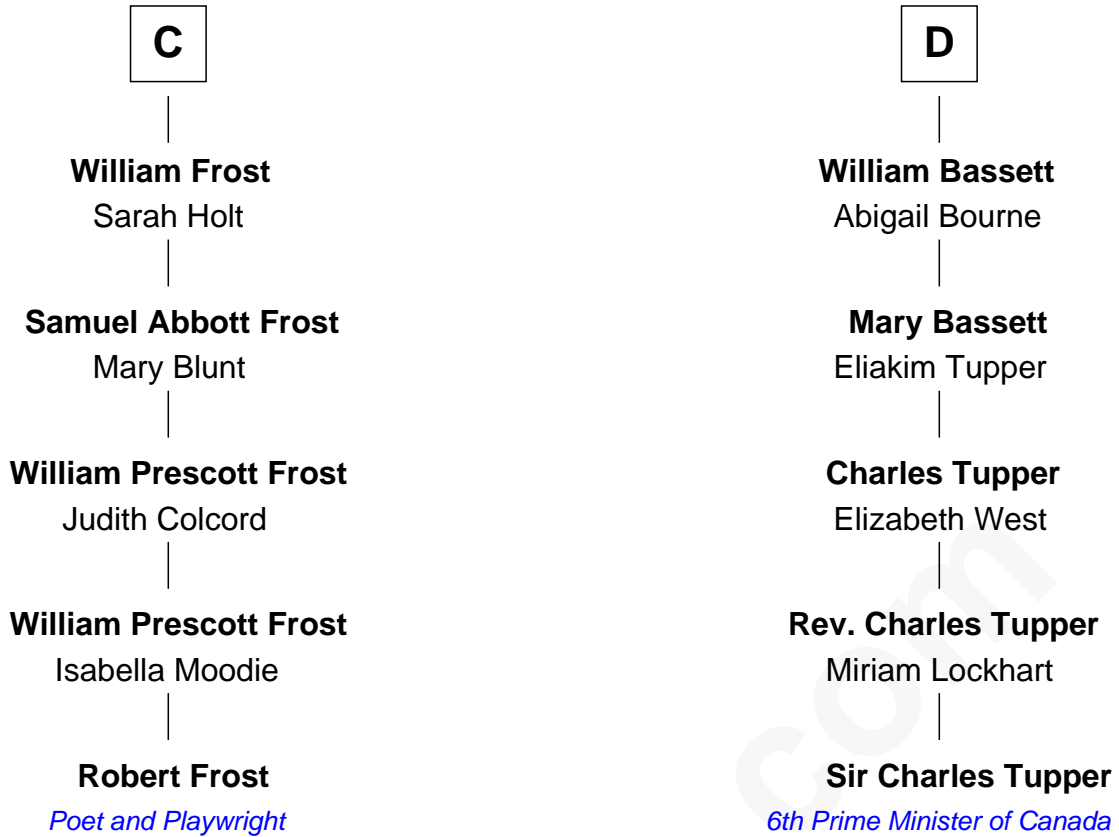 C
William Frost
Sarah Holt
Samuel Abbott Frost
Mary Blunt
William Prescott Frost
Judith Colcord
William Prescott Frost
Isabella Moodie
Robert Frost
Poet and Playwright
D
William Bassett
Abigail Bourne
Mary Bassett
Eliakim Tupper
Charles Tupper
Elizabeth West
Rev. Charles Tupper
Miriam Lockhart
Sir Charles Tupper
6th Prime Minister of Canada
com